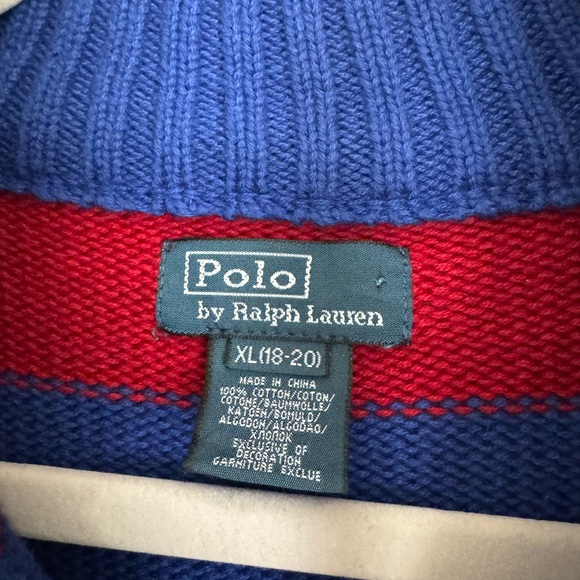 Polo
by Ralph Lauren
XL(18-20)
MADE IN CHINA
100% COTTON/COTON/
COTONE/BAUMWOLLE/
KATOEN/BOMULD/
ALGODON/ALGODAO/
ХЛОПОК
EXCLUSIVE OF
DECORATION
GARNITURE EXCLUE